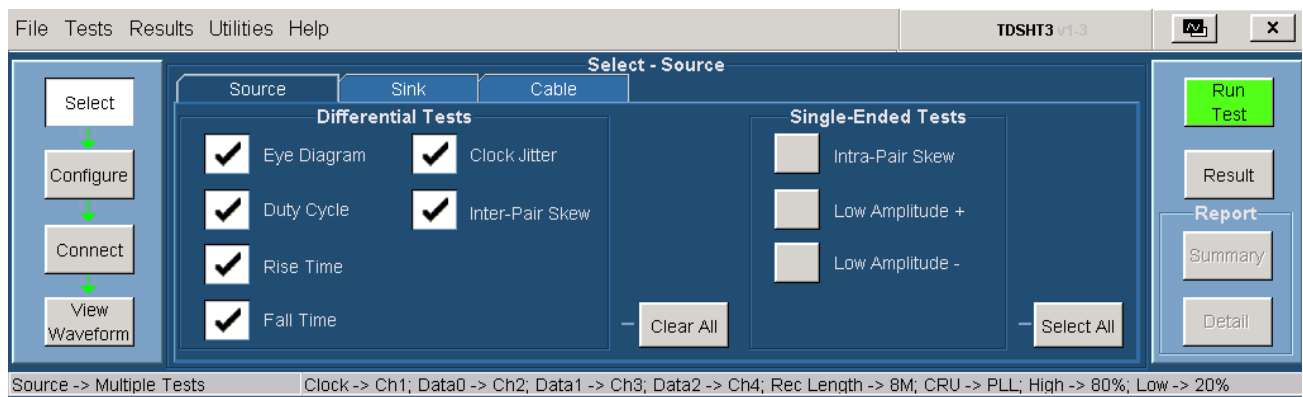 File Tests Results Utilities Help TDSHT3 v1-3 x
Select - Source
Select
Configure
Connect
View
Waveform
Source Sink Cable
Differential Tests
Eye Diagram Clock Jitter
Duty Cycle Inter-Pair Skew
Rise Time
Fall Time
Clear All
Single-Ended Tests
Intra-Pair Skew
Low Amplitude +
Low Amplitude -
Select All
Run
Test
Result
Report
Summary
Detail
Source -> Multiple Tests Clock -> Ch1; Data0 -> Ch2; Data1 -> Ch3; Data2 -> Ch4; Rec Length -> 8M; CRU -> PLL; High -> 80%; Low -> 20%